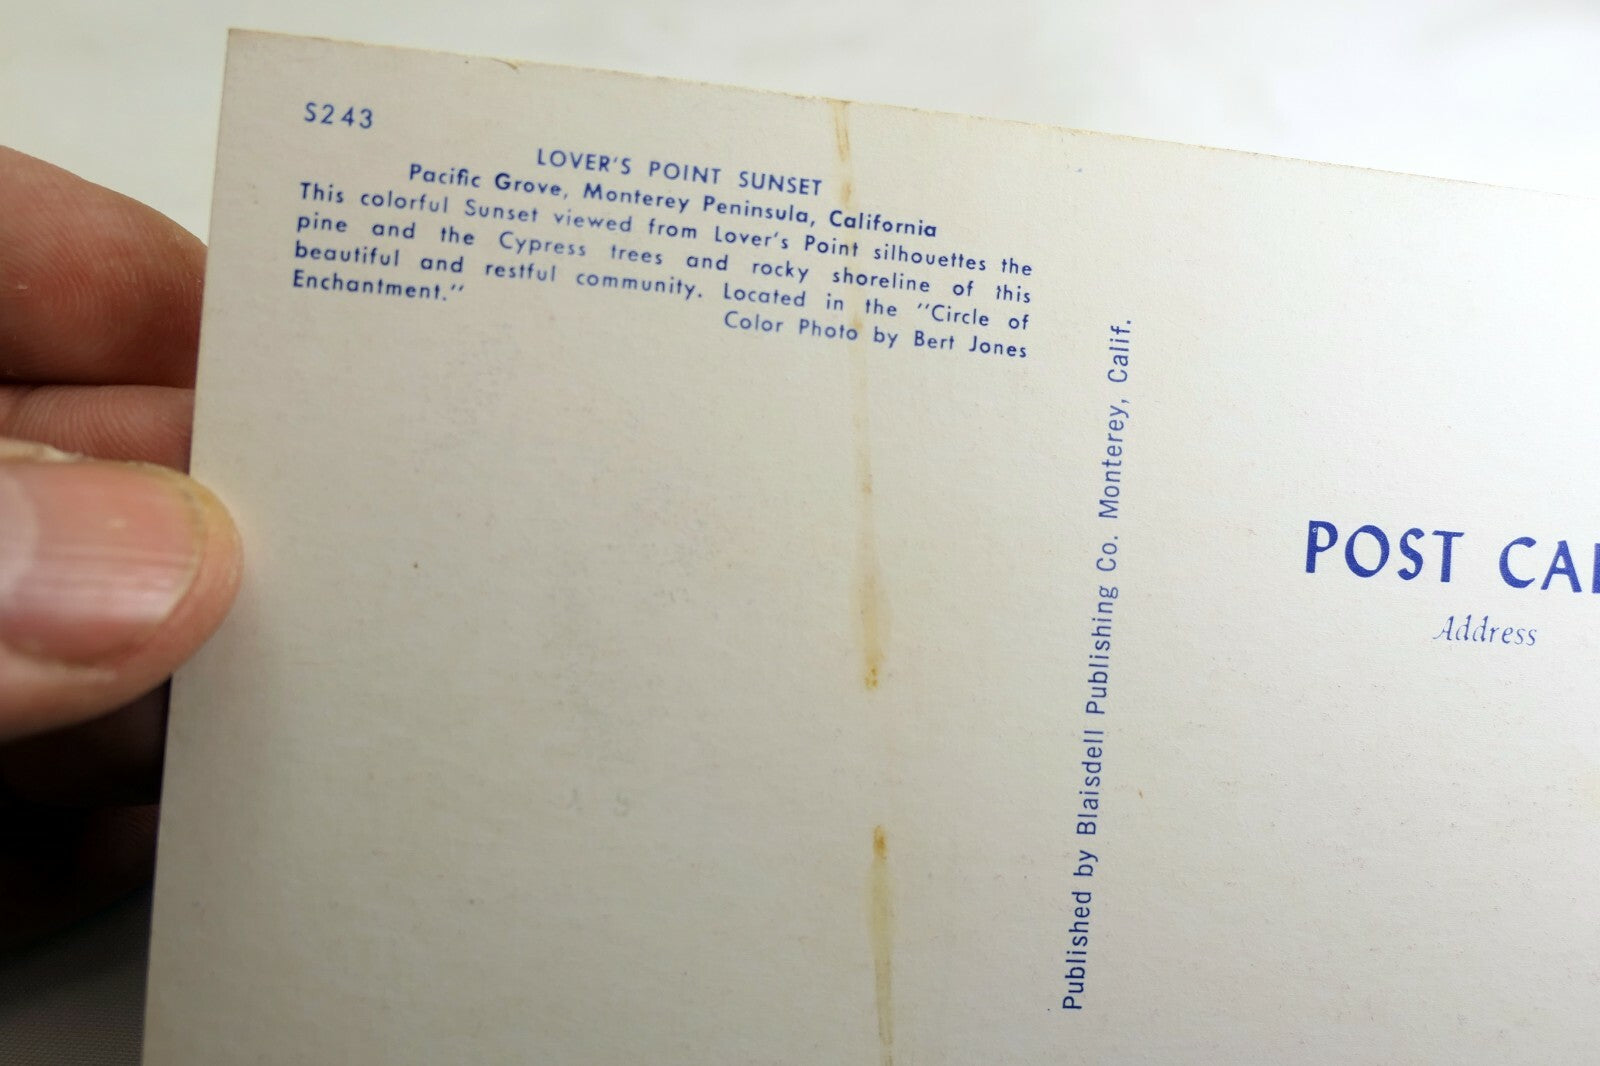 S243
LOVER'S POINT SUNSET
Pacific Grove, Monterey Peninsula, California
This colorful Sunset viewed from Lover's Point silhouettes the
pine and the Cypress trees and rocky shoreline of this
beautiful and restful community. Located in the "Circle of
Enchantment."
Color Photo by Bert Jones
Published by Blaisdell Publishing Co. Monterey, Calif.
POST
Address